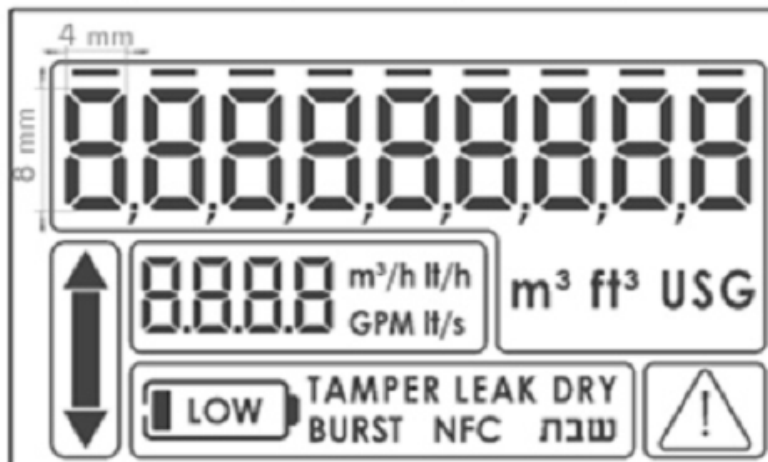 4 mm
8 mm
8,8,8,8,8,8,8,8,8
8.8.8.8
m³/h lt/h
GPM lt/s
m³ ft³ USG
LOW
TAMPER LEAK DRY
BURST NFC שבת
!